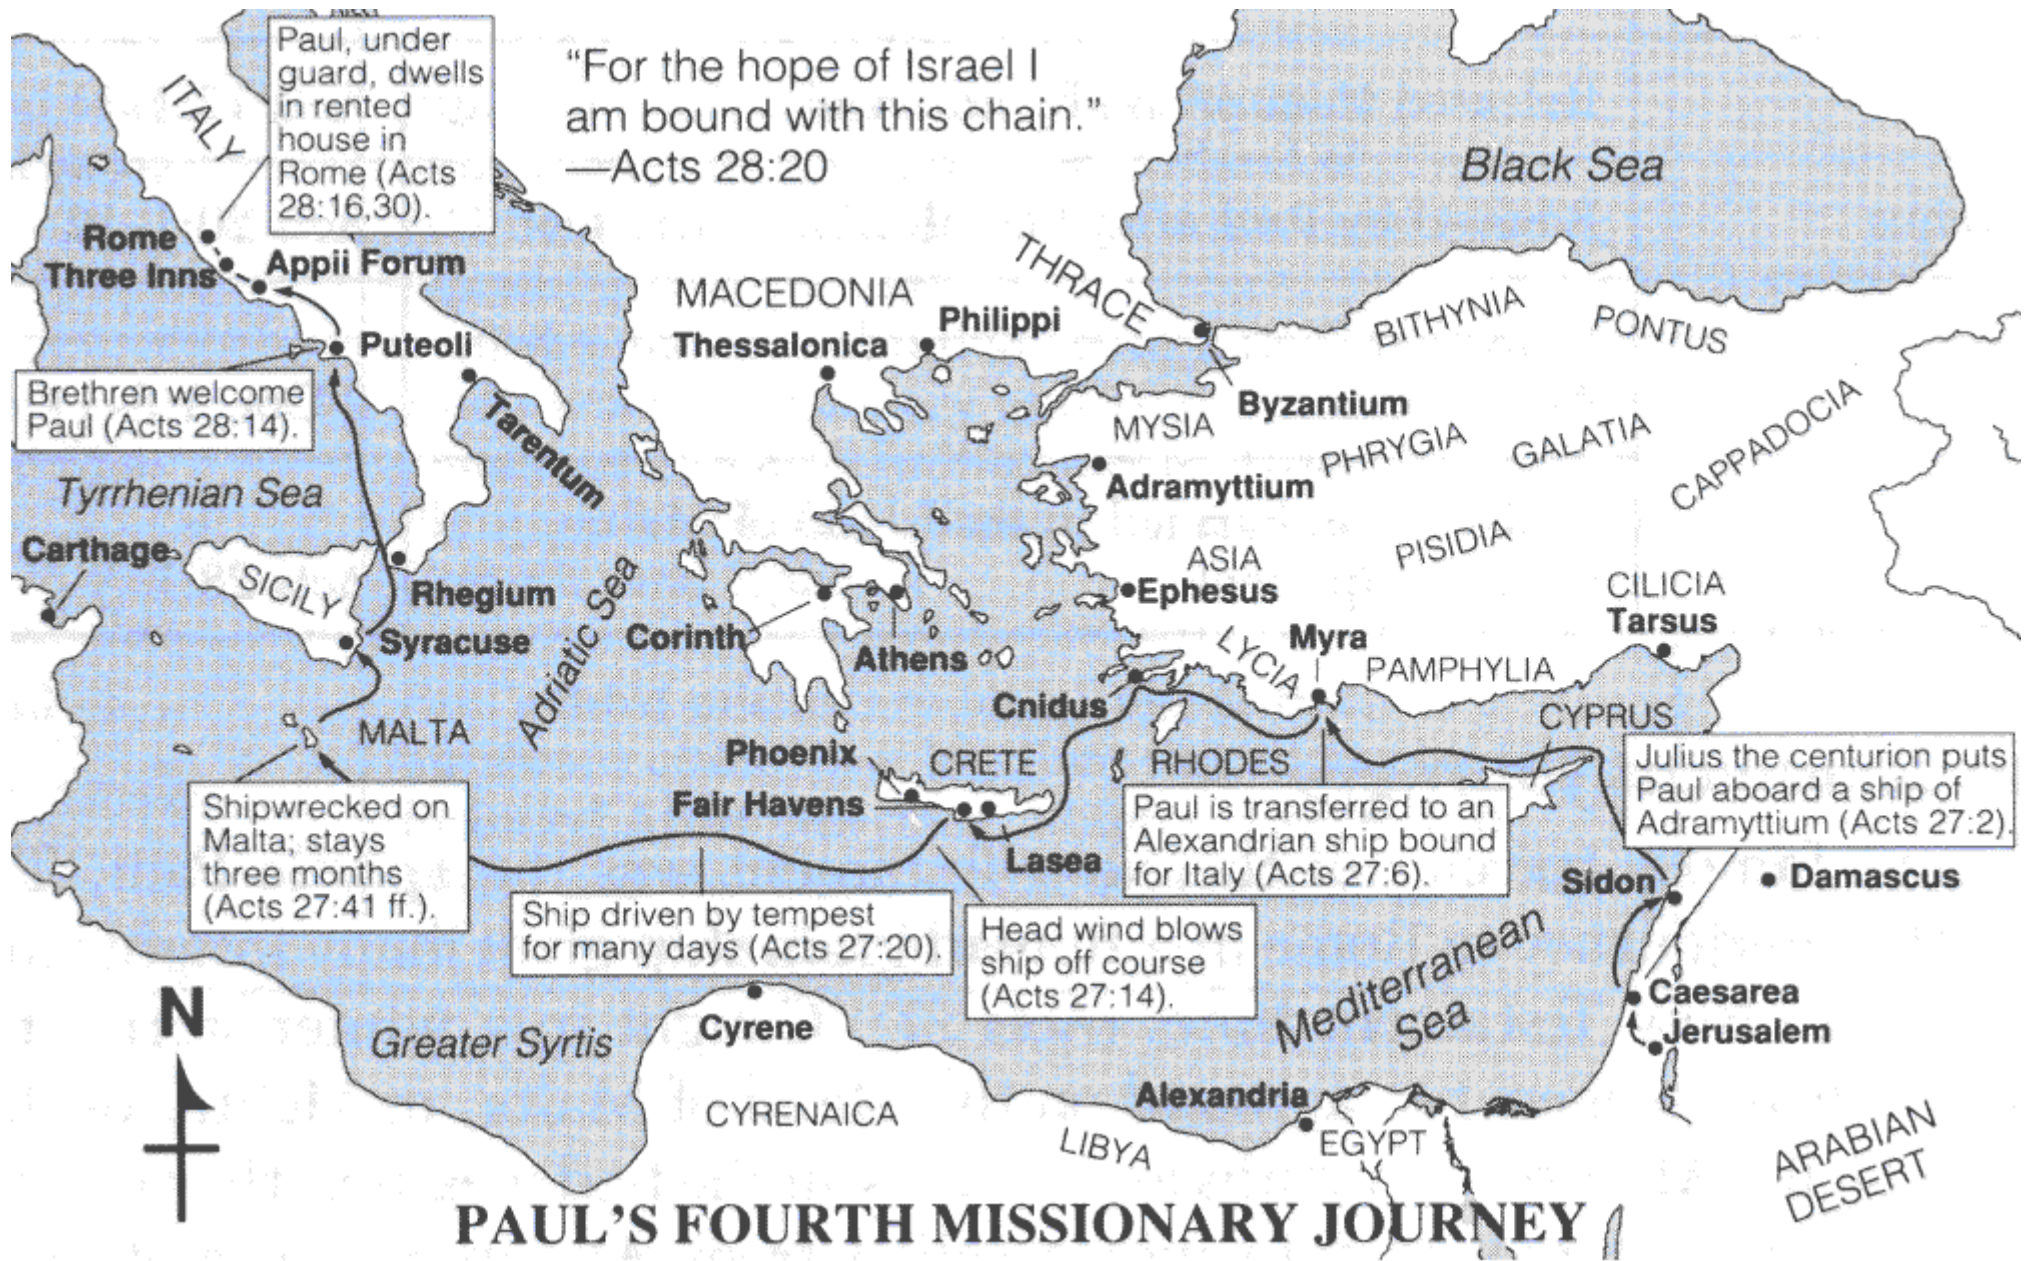 Paul, under
guard, dwells
in rented
house in
Rome (Acts
28:16,30).
“For the hope of Israel I
am bound with this chain.”
—Acts 28:20
ITALY
Black Sea
Rome
Three Inns
Appii Forum
MACEDONIA
THRACE
Philippi
Thessalonica
BITHYNIA
PONTUS
Puteoli
Brethren welcome
Paul (Acts 28:14).
Tarentum
Byzantium
MYSIA
PHRYGIA
GALATIA
CAPPADOCIA
Adramyttium
Tyrrhenian Sea
Carthage
SICILY
Rhegium
Syracuse
Adriatic Sea
Corinth
Athens
ASIA
Ephesus
PISIDIA
CILICIA
Tarsus
LYCIA
Myra
PAMPHYLIA
Cnidus
CYPRUS
MALTA
Phoenix
CRETE
RHODES
Fair Havens
Lasea
Julius the centurion puts
Paul aboard a ship of
Adramyttium (Acts 27:2).
Paul is transferred to an
Alexandrian ship bound
for Italy (Acts 27:6).
Shipwrecked on
Malta; stays
three months
(Acts 27:41 ff.).
Ship driven by tempest
for many days (Acts 27:20).
Head wind blows
ship off course
(Acts 27:14).
Sidon
Damascus
Mediterranean
Sea
Caesarea
Jerusalem
N
Greater Syrtis
Cyrene
CYRENAICA
LIBYA
Alexandria
EGYPT
ARABIAN
DESERT
PAUL’S FOURTH MISSIONARY JOURNEY